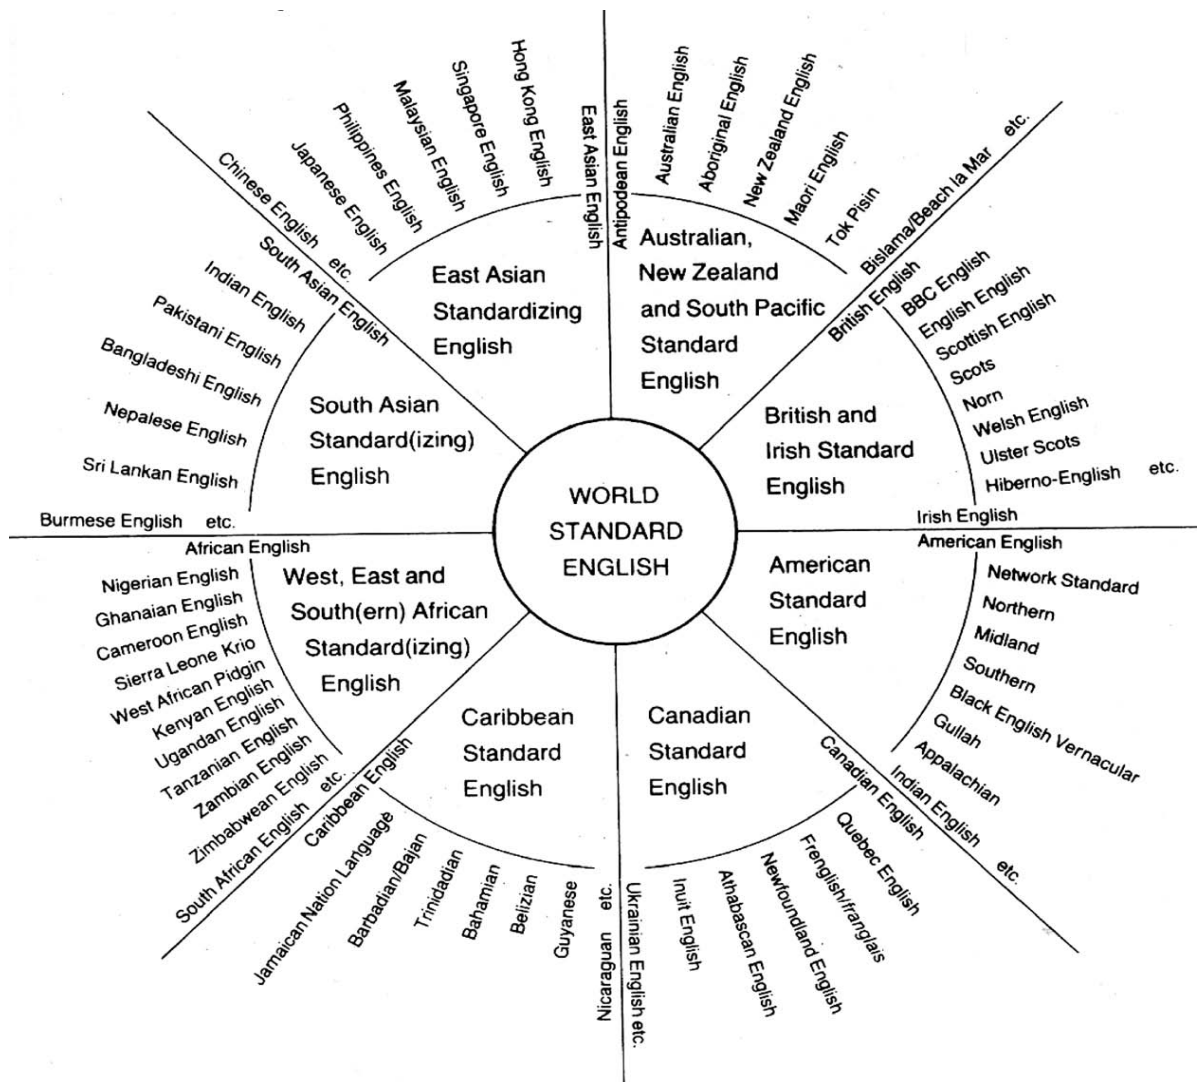 WORLD
STANDARD
ENGLISH
East Asian
Standardizing
English
East Asian English
Hong Kong English
Singapore English
Malaysian English
Philippines English
Japanese English
Chinese English etc.
Australian,
New Zealand
and South Pacific
Standard
English
Antipodean English
Australian English
Aboriginal English
New Zealand English
Maori English
Tok Pisin
Bislama/Beach la Mar etc.
British and
Irish Standard
English
British English
BBC English
English English
Scottish English
Scots
Norn
Welsh English
Ulster Scots
Hiberno-English etc.
Irish English
American
Standard
English
American English
Network Standard
Northern
Midland
Southern
Black English Vernacular
Gullah
Appalachian
Indian English etc.
Canadian
Standard
English
Canadian English
Quebec English
Frenglish/franglais
Newfoundland English
Athabascan English
Inuit English
Ukrainian English etc.
Caribbean
Standard
English
Caribbean English
Jamaican Nation Language
Barbadian/Bajan
Trinidadian
Bahamian
Belizian
Guyanese
Nicaraguan etc.
West, East and
South(ern) African
Standard(izing)
English
African English
Nigerian English
Ghanaian English
Cameroon English
Sierra Leone Krio
West African Pidgin
Kenyan English
Ugandan English
Tanzanian English
Zambian English
Zimbabwean English
South African English etc.
South Asian
Standard(izing)
English
South Asian English
Indian English
Pakistani English
Bangladeshi English
Nepalese English
Sri Lankan English
Burmese English etc.